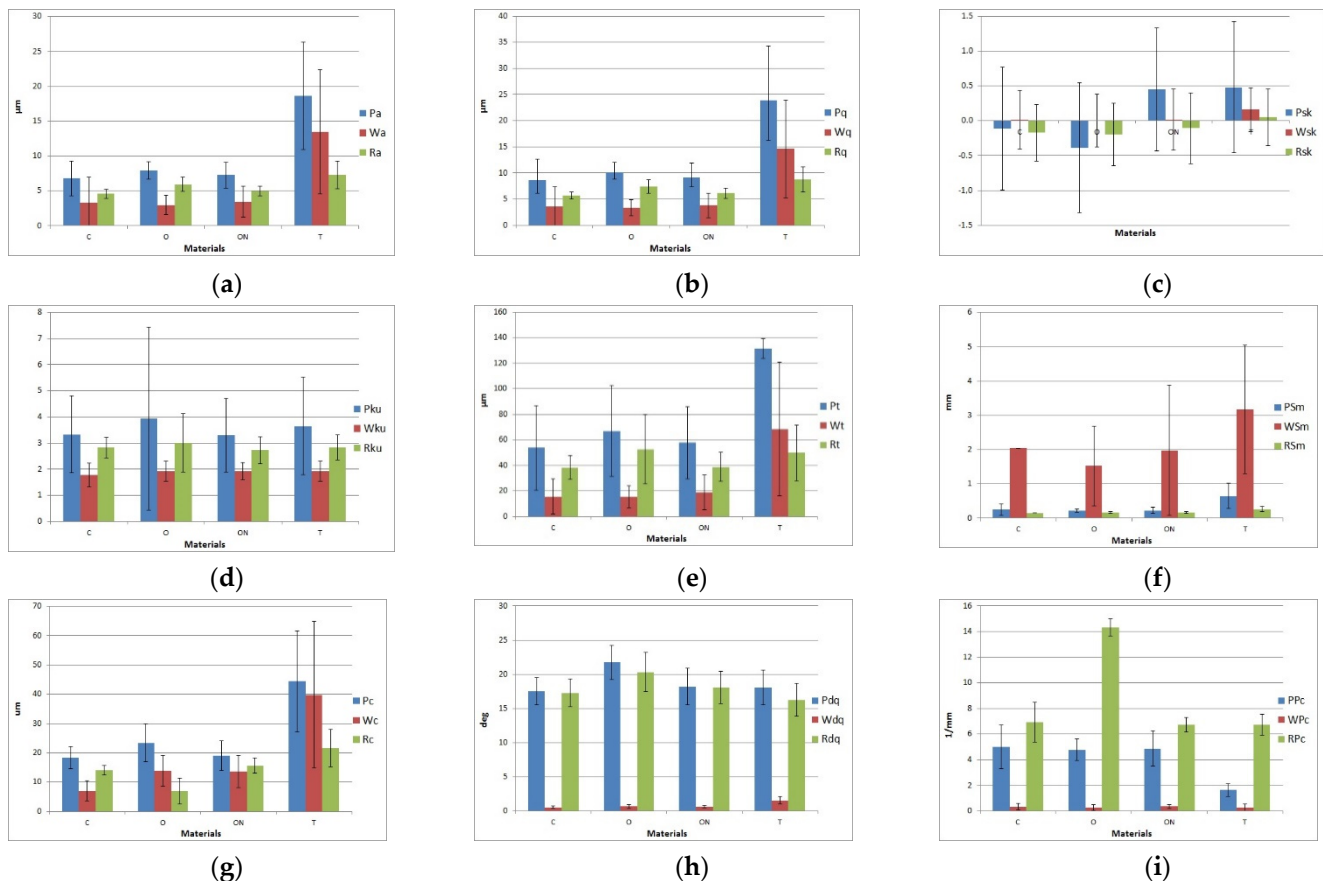 30
25
20
15
10
5
0
µm
C O ON T
Materials
Pa
Wa
Ra
(a)
40
35
30
25
20
15
10
5
0
µm
C O ON T
Materials
Pq
Wq
Rq
(b)
1.5
1.0
0.5
0.0
-0.5
-1.0
-1.5
C O ON
Materials
Psk
Wsk
Rsk
(c)
8
7
6
5
4
3
2
1
0
C O ON T
Materials
Pku
Wku
Rku
(d)
160
140
120
100
80
60
40
20
0
µm
C O ON T
Materials
Pt
Wt
Rt
(e)
6
5
4
3
2
1
0
mm
C O ON T
Materials
PSm
WSm
RSm
(f)
70
60
50
40
30
20
10
0
um
C O ON T
Materials
Pc
Wc
Rc
(g)
30
25
20
15
10
5
0
deg
C O ON T
Materials
Pdq
Wdq
Rdq
(h)
16
14
12
10
8
6
4
2
0
1/mm
C O ON T
Materials
PPc
WPc
RPc
(i)